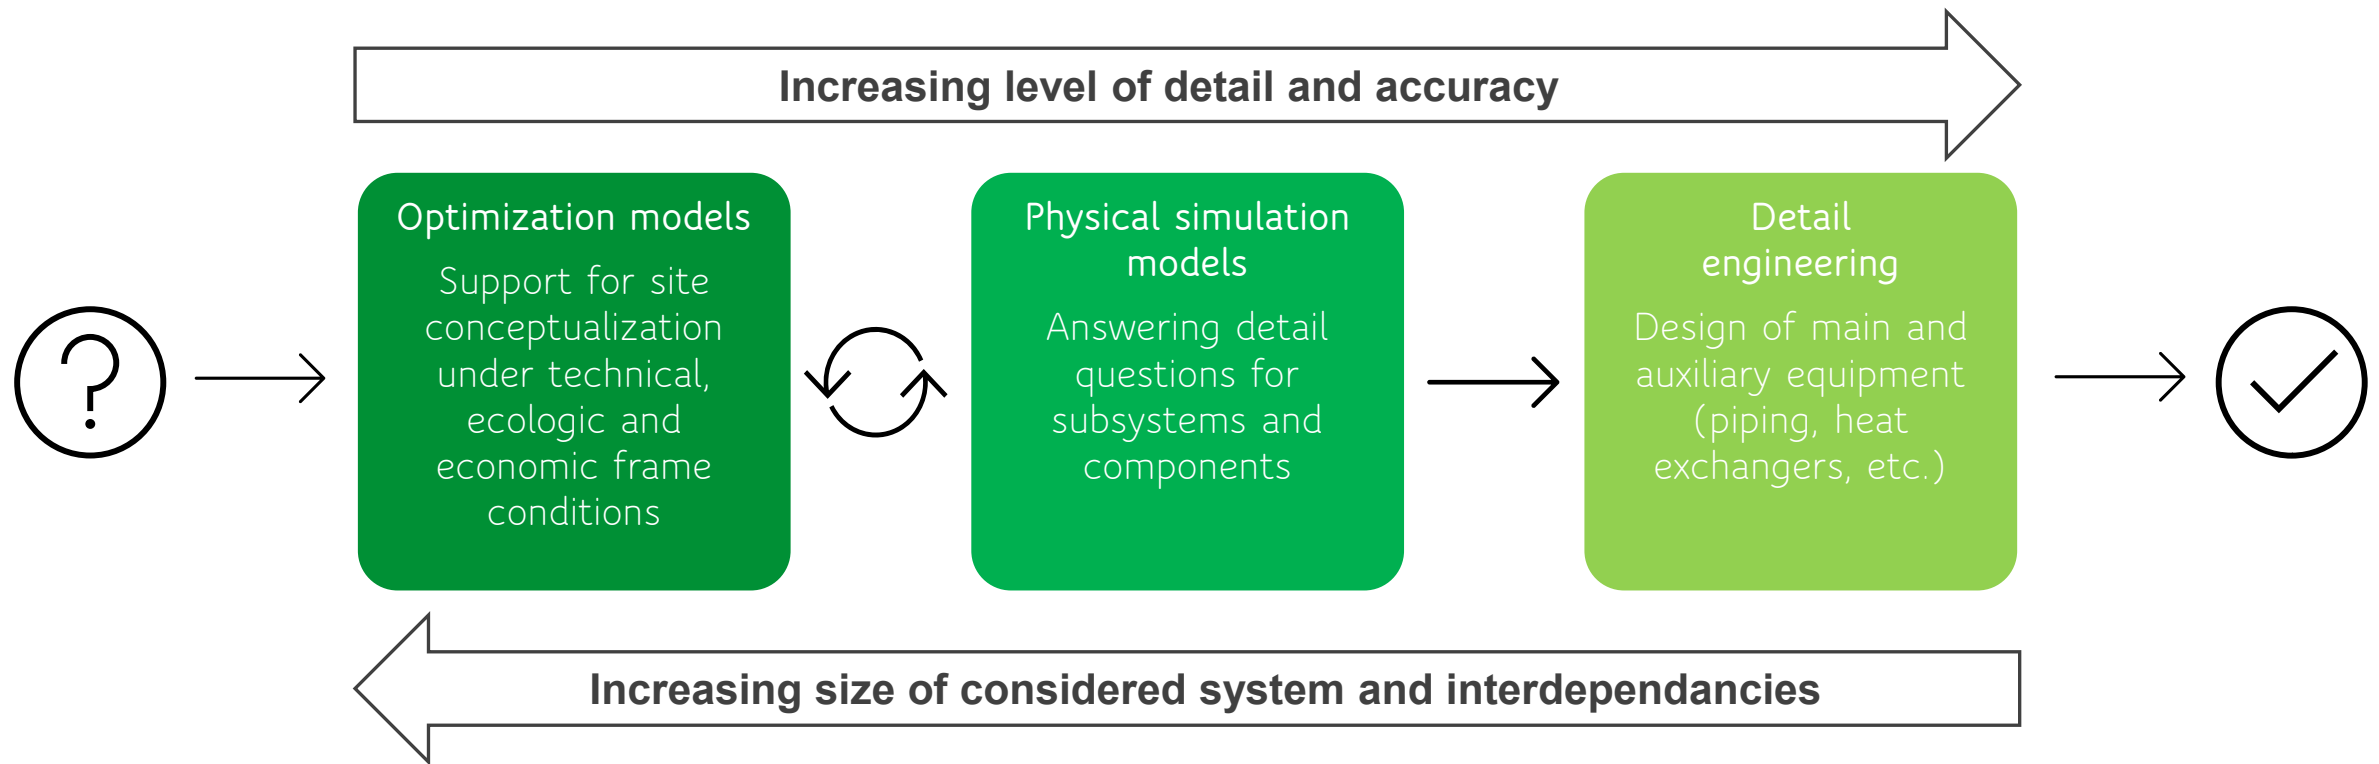 Increasing level of detail and accuracy
Optimization models
Support for site
conceptualization
under technical,
ecologic and
economic frame
conditions
Physical simulation
models
Answering detail
questions for
subsystems and
components
Detail
engineering
Design of main and
auxiliary equipment
(piping, heat
exchangers, etc.)
Increasing size of considered system and interdependancies